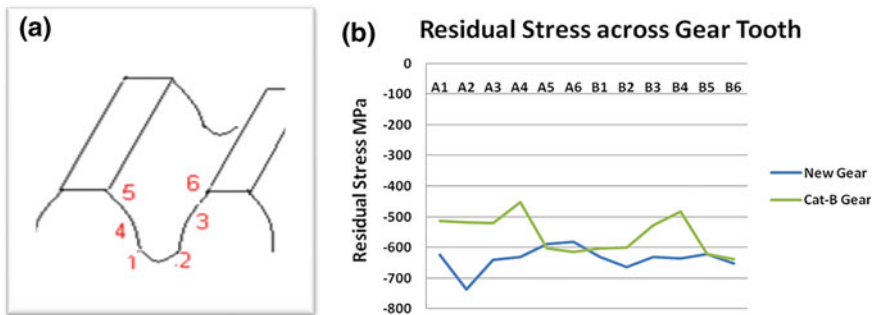 (a)
5
6
4
3
1
2
(b)
Residual Stress across Gear Tooth
Residual Stress MPa
0
-100
-200
-300
-400
-500
-600
-700
-800
A1 A2 A3 A4 A5 A6 B1 B2 B3 B4 B5 B6
New Gear
Cat-B Gear